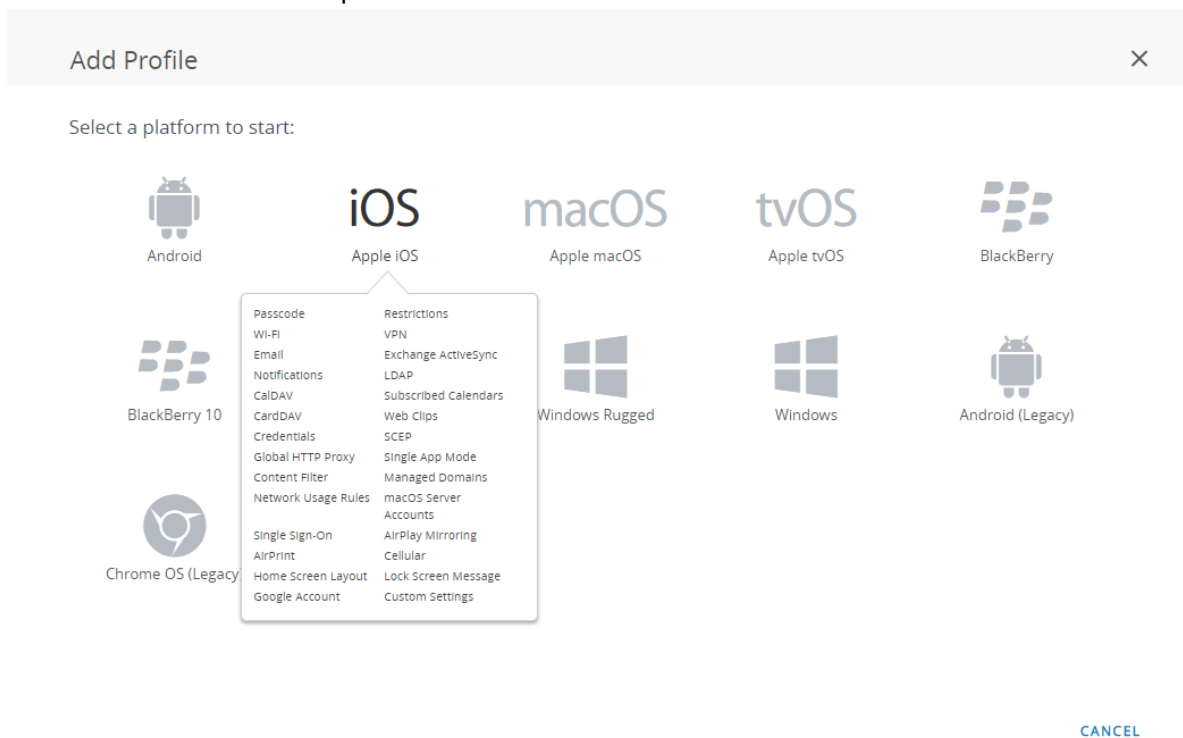 Add Profile
Select a platform to start:
iOS
macOS
tvOS
Android
Apple iOS
Apple macOS
Apple tvOS
BlackBerry
Passcode Restrictions
Wi-Fi VPN
Email Exchange ActiveSync
Notifications LDAP
CalDAV Subscribed Calendars
CardDAV Web Clips
Credentials SCEP
Global HTTP Proxy Single App Mode
Content Filter Managed Domains
Network Usage Rules macOS Server
Accounts
Single Sign-On AirPlay Mirroring
AirPrint Cellular
Home Screen Layout Lock Screen Message
Google Account Custom Settings
BlackBerry 10
Windows Rugged
Windows
Android (Legacy)
Chrome OS (Legacy)
CANCEL